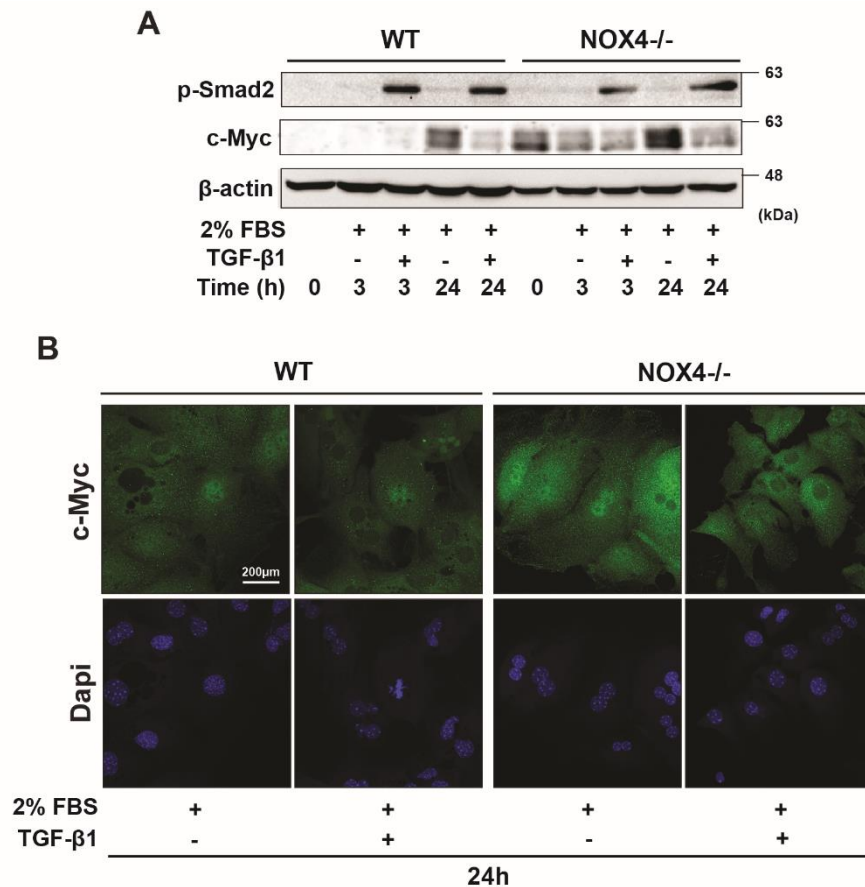 A
WT NOX4-/-
p-Smad2 63
c-Myc 63
β-actin 48
(kDa)
2% FBS + + + + + + + +
TGF-β1 - + - + - + - +
Time (h) 0 3 3 24 24 0 3 3 24 24
B
WT NOX4-/-
c-Myc
200μm
Dapi
2% FBS + + + +
TGF-β1 - + - +
24h